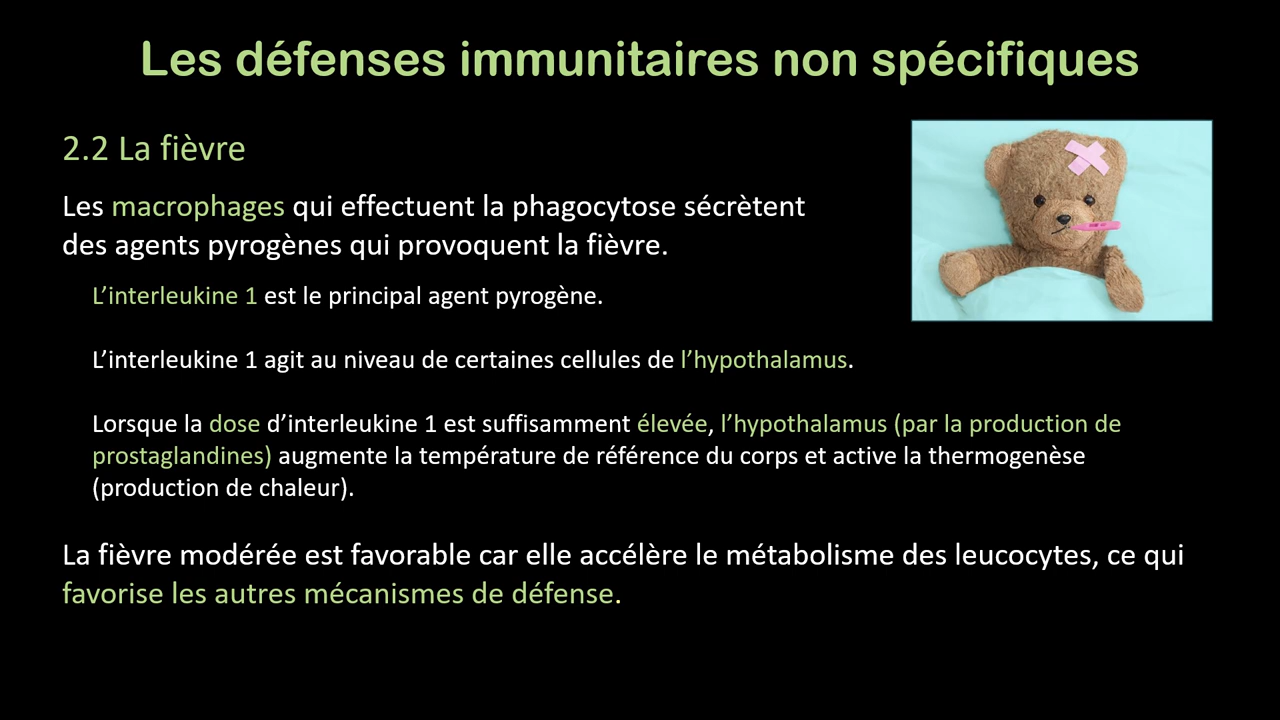 Les défenses immunitaires non spécifiques
2.2 La fièvre
Les macrophages qui effectuent la phagocytose sécrètent
des agents pyrogènes qui provoquent la fièvre.
L’interleukine 1 est le principal agent pyrogène.
L’interleukine 1 agit au niveau de certaines cellules de l’hypothalamus.
Lorsque la dose d’interleukine 1 est suffisamment élevée, l’hypothalamus (par la production de
prostaglandines) augmente la température de référence du corps et active la thermogenèse
(production de chaleur).
La fièvre modérée est favorable car elle accélère le métabolisme des leucocytes, ce qui
favorise les autres mécanismes de défense.